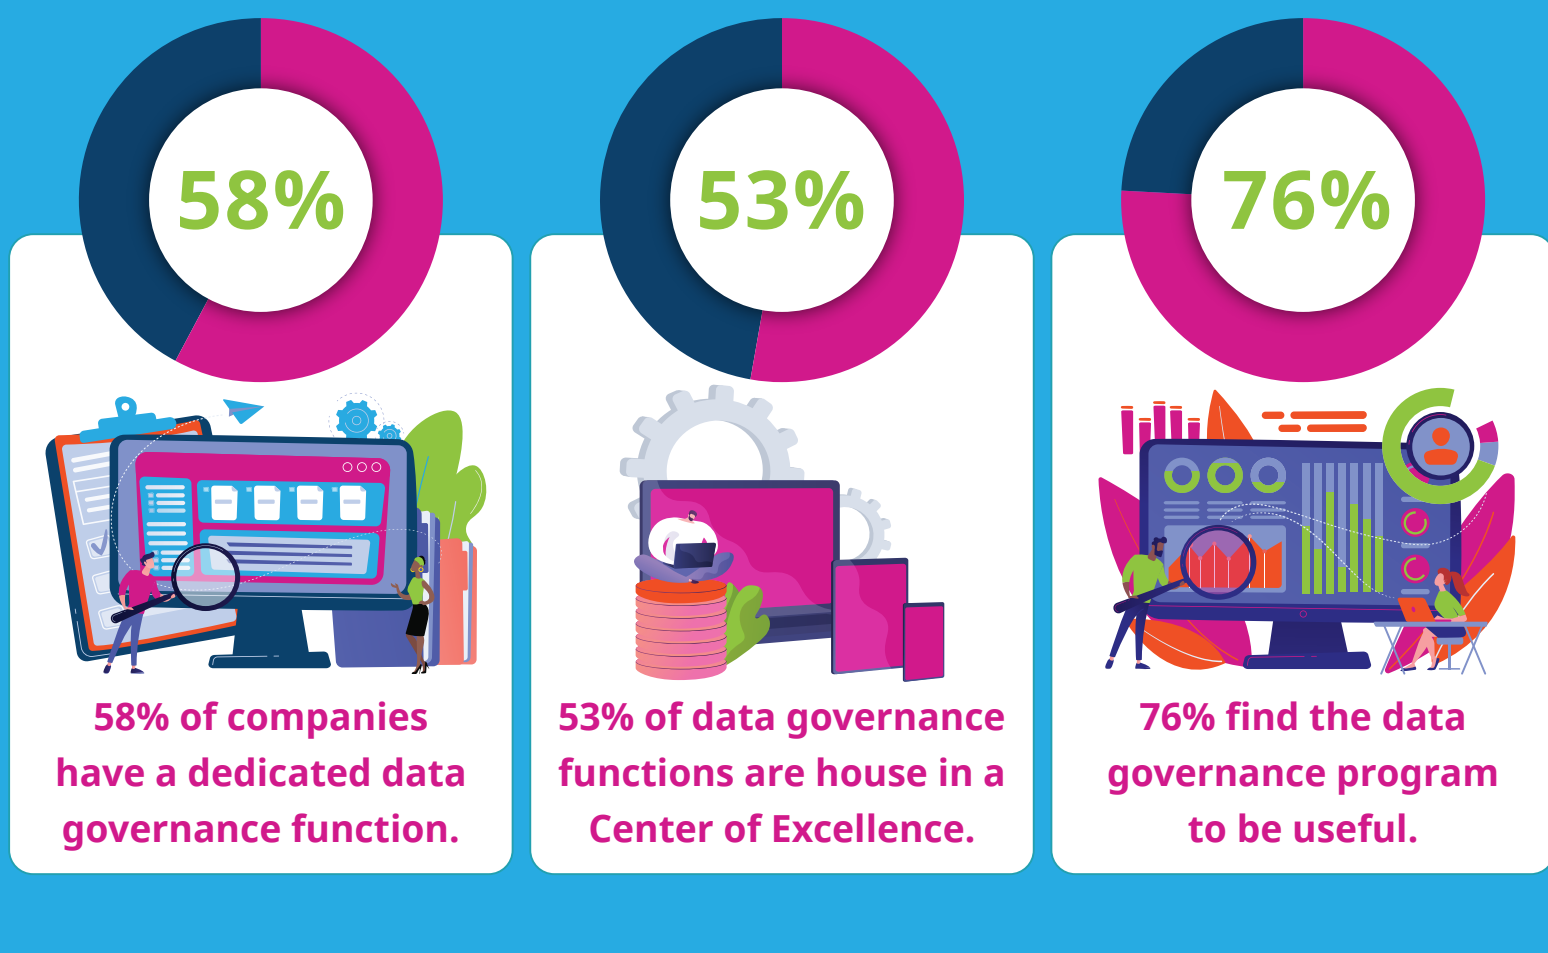 58%
58% of companies
have a dedicated data
governance function.
53%
53% of data governance
functions are house in a
Center of Excellence.
76%
76% find the data
governance program
to be useful.